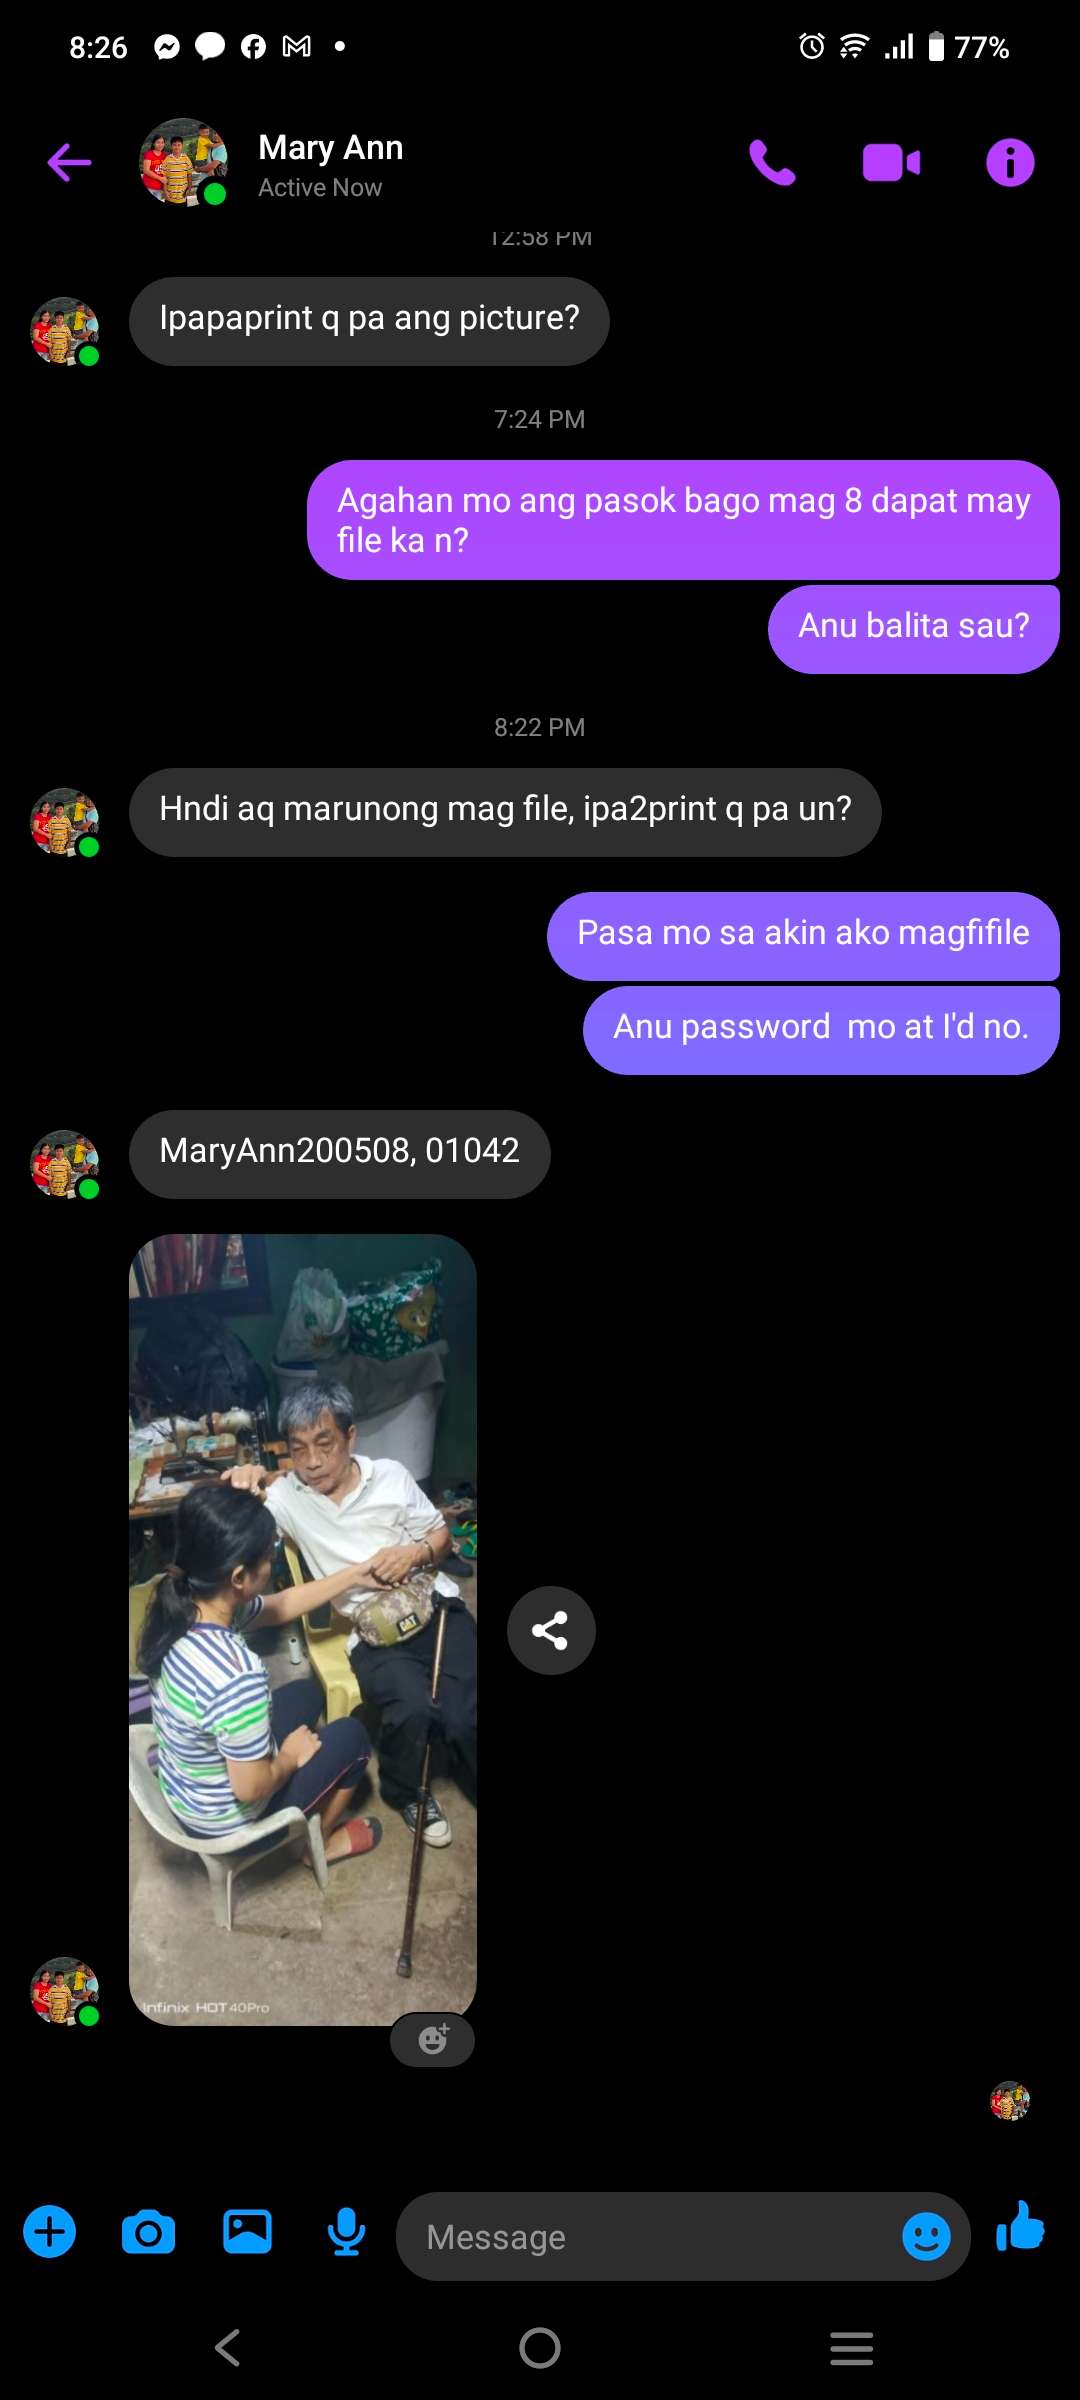 8:26
77%
Mary Ann
Active Now
12:58 PM
Ipapaprint q pa ang picture?
7:24 PM
Agahan mo ang pasok bago mag 8 dapat may
file ka n?
Anu balita sau?
8:22 PM
Hndi aq marunong mag file, ipa2print q pa un?
Pasa mo sa akin ako magfifile
Anu password  mo at I'd no.
MaryAnn200508, 01042
CAT
Infinix HOT 40Pro
Message